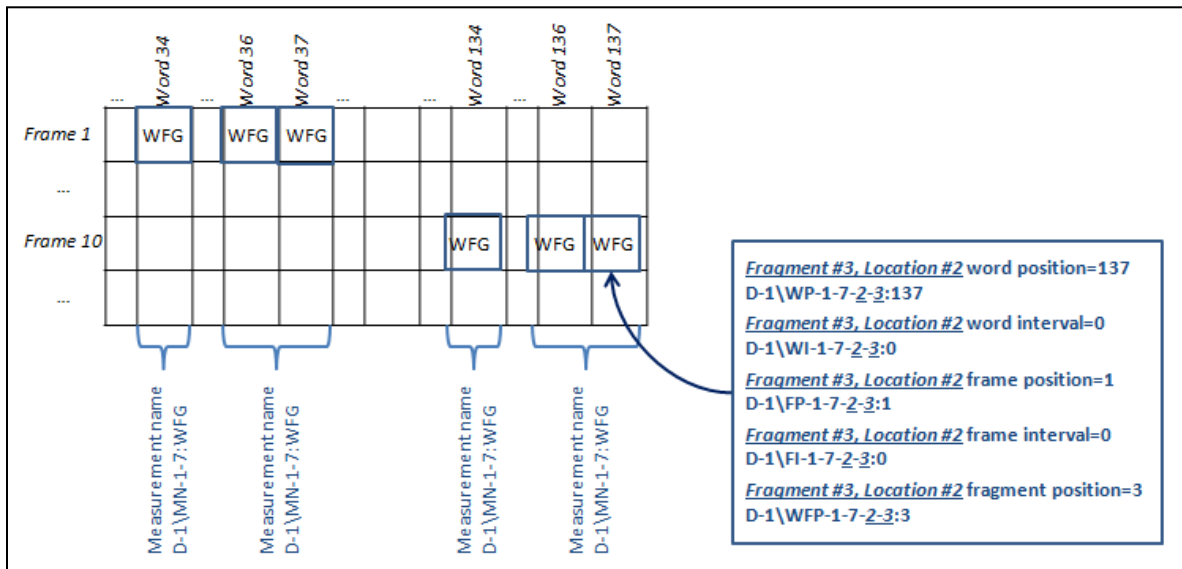 ... Word 34 ... Word 36 Word 37 ... ... Word 134 ... Word 136 Word 137
Frame 1 WFG WFG WFG
...
Frame 10 WFG WFG WFG
...
Measurement name
D-1\MN-1-7:WFG
Measurement name
D-1\MN-1-7:WFG
Measurement name
D-1\MN-1-7:WFG
Measurement name
D-1\MN-1-7:WFG
Fragment #3, Location #2 word position=137
D-1\WP-1-7-2-3:137
Fragment #3, Location #2 word interval=0
D-1\WI-1-7-2-3:0
Fragment #3, Location #2 frame position=1
D-1\FP-1-7-2-3:1
Fragment #3, Location #2 frame interval=0
D-1\FI-1-7-2-3:0
Fragment #3, Location #2 fragment position=3
D-1\WFP-1-7-2-3:3